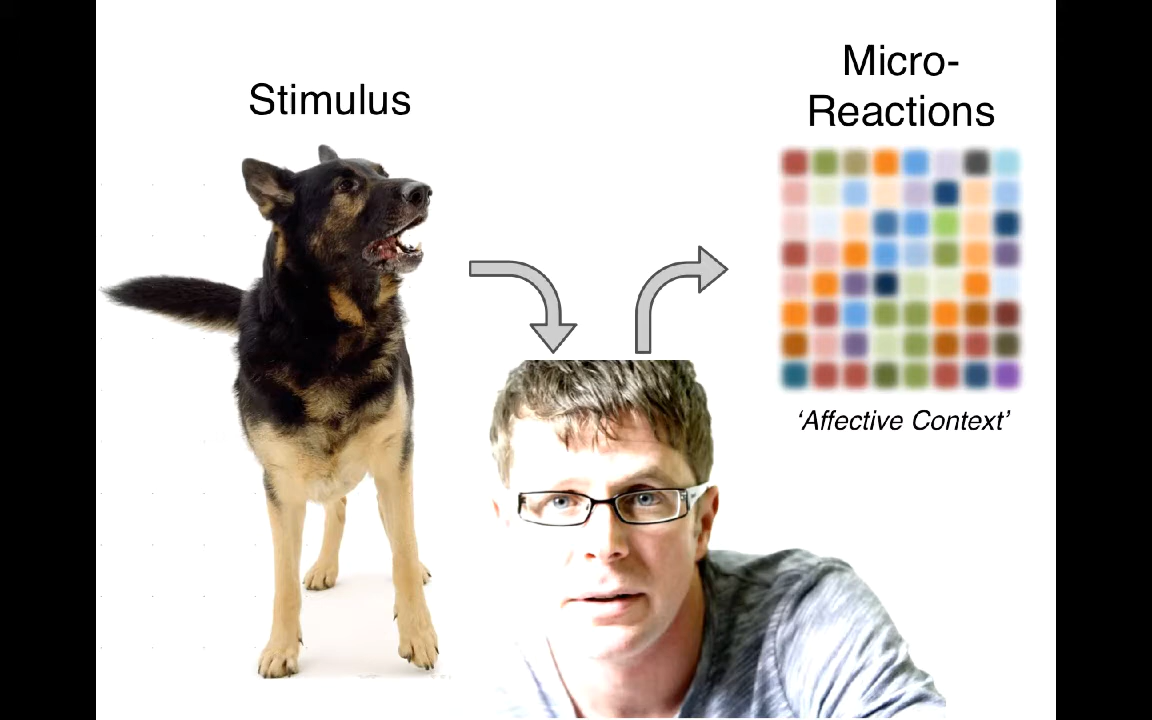 Stimulus
Micro-
Reactions
‘Affective Context’